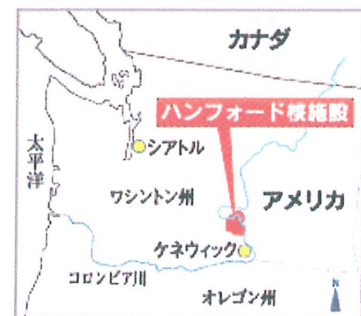 カナダ
ハンフォード核施設
シアトル
太平洋
ワシントン州
アメリカ
ケネウィック
コロンビア川
オレゴン州
N